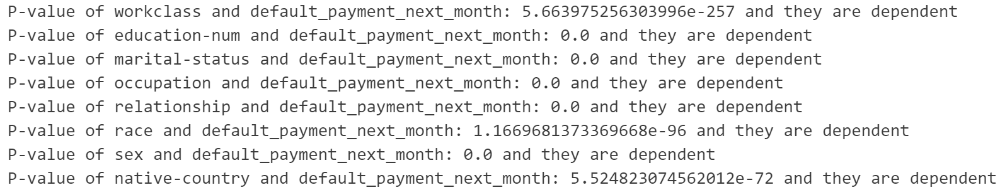 P-value of workclass and default_payment_next_month: 5.663975256303996e-257 and they are dependent
P-value of education-num and default_payment_next_month: 0.0 and they are dependent
P-value of marital-status and default_payment_next_month: 0.0 and they are dependent
P-value of occupation and default_payment_next_month: 0.0 and they are dependent
P-value of relationship and default_payment_next_month: 0.0 and they are dependent
P-value of race and default_payment_next_month: 1.1669681373369668e-96 and they are dependent
P-value of sex and default_payment_next_month: 0.0 and they are dependent
P-value of native-country and default_payment_next_month: 5.524823074562012e-72 and they are dependent